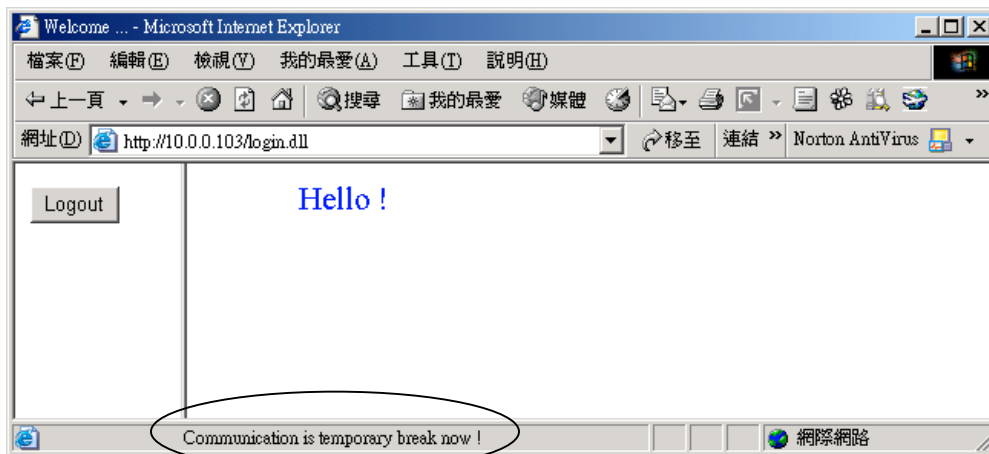 Welcome ... - Microsoft Internet Explorer
檔案(F) 編輯(E) 檢視(V) 我的最愛(A) 工具(T) 說明(H)
上一頁 搜尋 我的最愛 媒體 »
網址(D) http://10.0.0.103/login.dll 移至 連結 » Norton AntiVirus
Logout
Hello !
Communication is temporary break now ! 網際網路